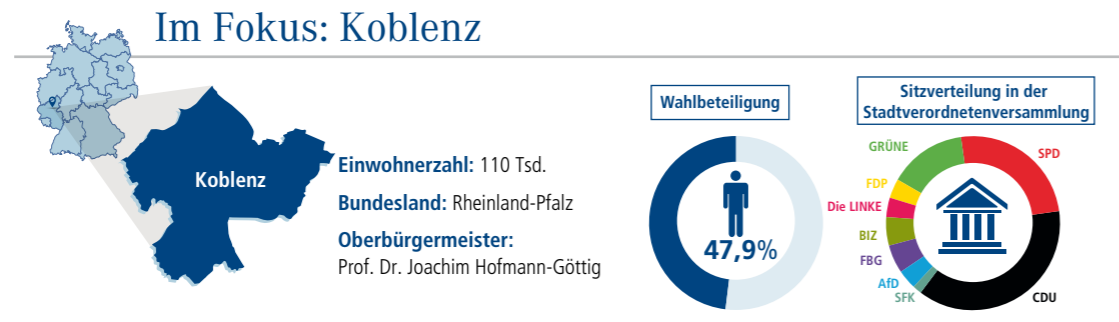 Im Fokus: Koblenz
Koblenz
Einwohnerzahl: 110 Tsd.
Bundesland: Rheinland-Pfalz
Oberbürgermeister:
Prof. Dr. Joachim Hofmann-Göttig
Wahlbeteiligung
47,9%
Sitzverteilung in der
Stadtverordnetenversammlung
GRÜNE
SPD
FDP
Die LINKE
BIZ
FBG
AfD
SFK
CDU